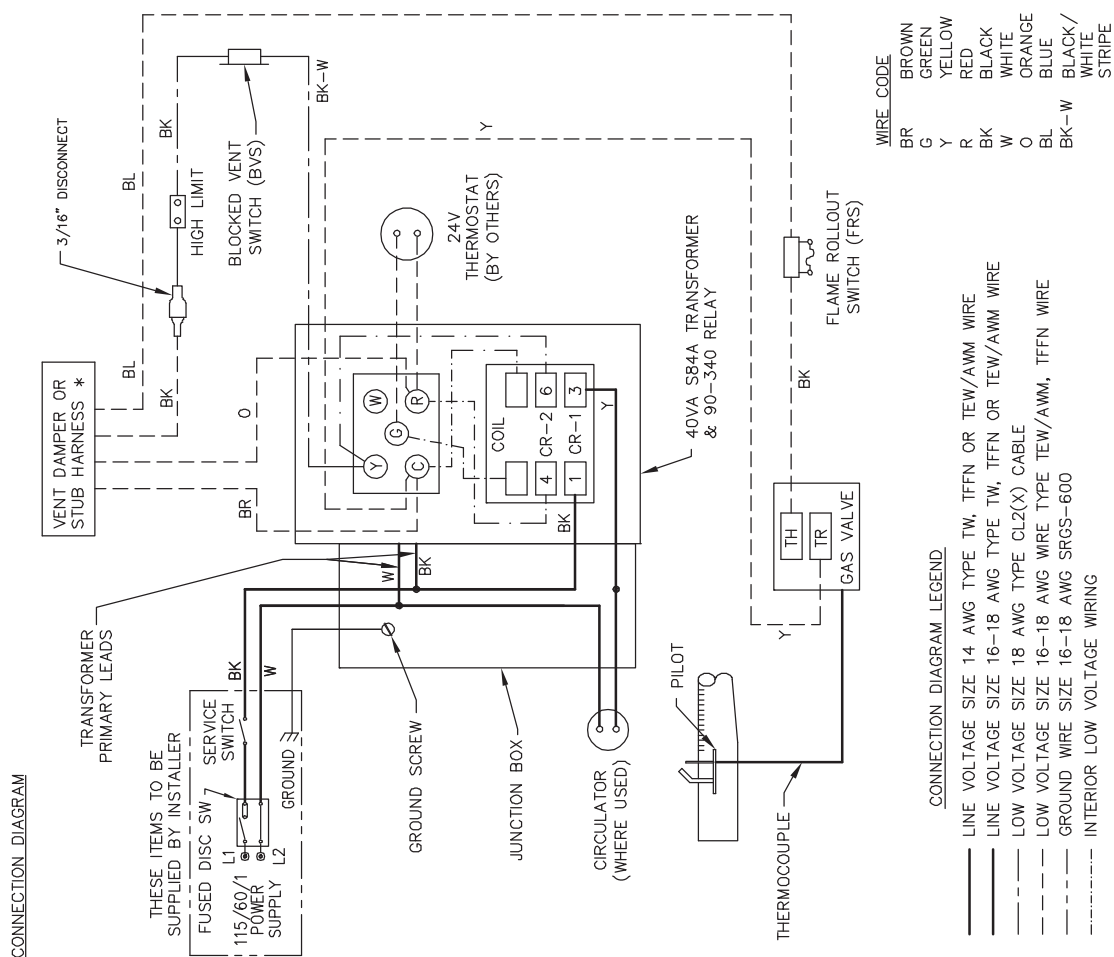 CONNECTION DIAGRAM
THESE ITEMS TO BE
SUPPLIED BY INSTALLER
FUSED DISC SW
SERVICE
SWITCH
L1
L2
115/60/1
POWER
SUPPLY
GROUND
BK
W
TRANSFORMER
PRIMARY LEADS
GROUND SCREW
JUNCTION BOX
CIRCULATOR
(WHERE USED)
W
BK
VENT DAMPER OR
STUB HARNESS *
BR
O
BK
BL
BL
3/16" DISCONNECT
BK
HIGH LIMIT
BLOCKED VENT
SWITCH (BVS)
BK-W
Y
G
W
C
R
24V
THERMOSTAT
(BY OTHERS)
COIL
4
CR-2
6
1
CR-1
3
BK
Y
40VA S84A TRANSFORMER
& 90-340 RELAY
Y
FLAME ROLLOUT
SWITCH (FRS)
BK
TH
TR
GAS VALVE
Y
PILOT
THERMOCOUPLE
CONNECTION DIAGRAM LEGEND
LINE VOLTAGE SIZE 14 AWG TYPE TW, TFFN OR TEW/AWM WIRE
LINE VOLTAGE SIZE 16-18 AWG TYPE TW, TFFN OR TEW/AWM WIRE
LOW VOLTAGE SIZE 18 AWG TYPE CL2(X) CABLE
LOW VOLTAGE SIZE 16-18 AWG WIRE TYPE TEW/AWM, TFFN WIRE
GROUND WIRE SIZE 16-18 AWG SRGS-600
INTERIOR LOW VOLTAGE WIRING
WIRE CODE
BR BROWN
G GREEN
Y YELLOW
R RED
BK BLACK
W WHITE
O ORANGE
BL BLUE
BK-W BLACK/
WHITE
STRIPE